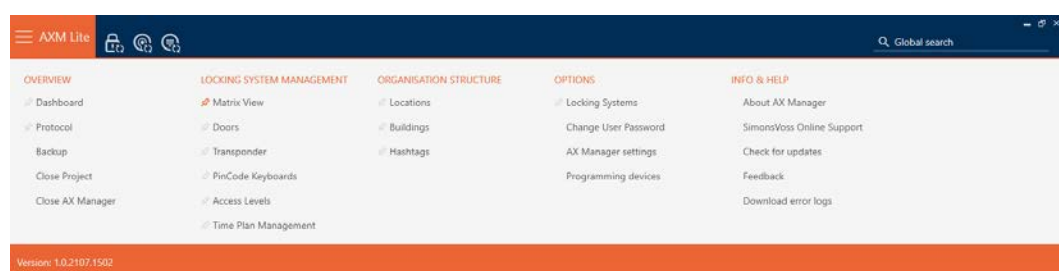 AXM Lite
Global search
OVERVIEW
Dashboard
Protocol
Backup
Close Project
Close AX Manager
LOCKING SYSTEM MANAGEMENT
Matrix View
Doors
Transponder
PinCode Keyboards
Access Levels
Time Plan Management
ORGANISATION STRUCTURE
Locations
Buildings
Hashtags
OPTIONS
Locking Systems
Change User Password
AX Manager settings
Programming devices
INFO & HELP
About AX Manager
SimonsVoss Online Support
Check for updates
Feedback
Download error logs
Version: 1.0.2107.1502